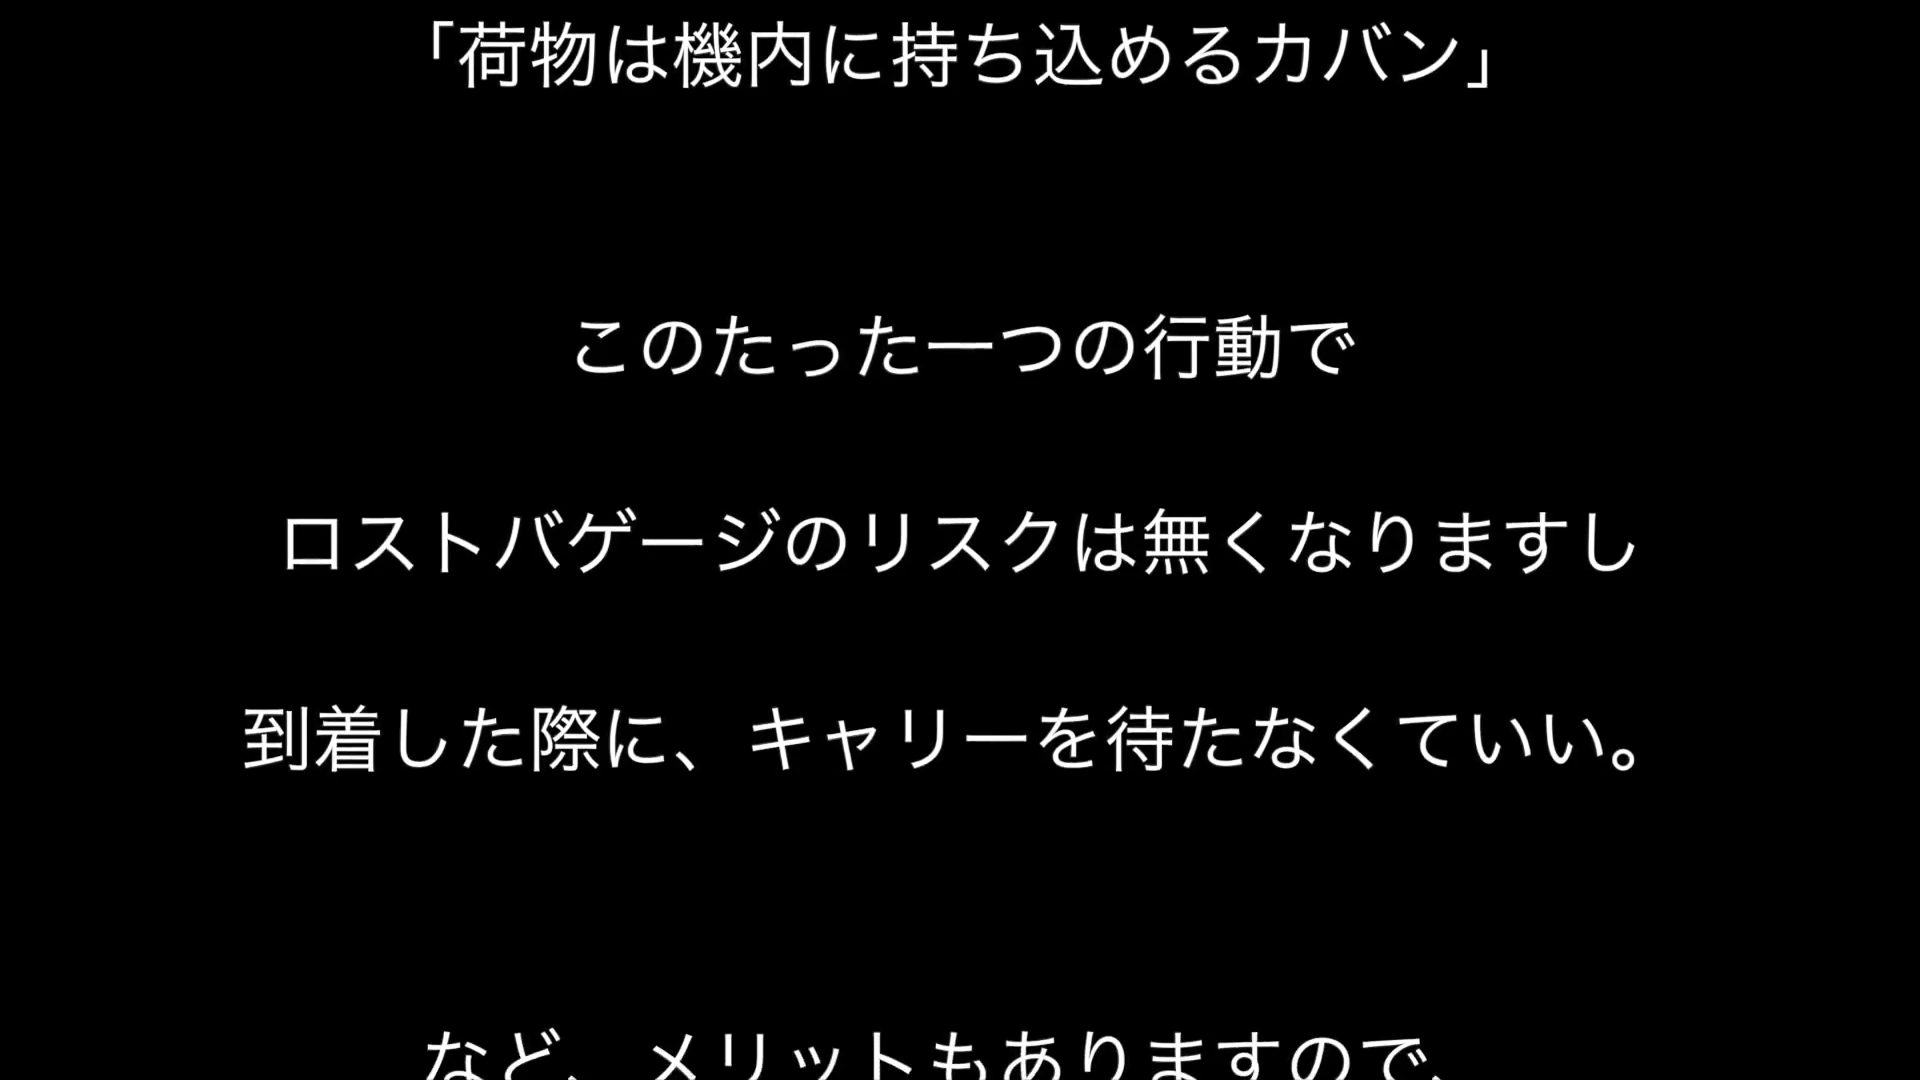 「荷物は機内に持ち込めるカバン」
このたった一つの行動で
ロストバゲージのリスクは無くなりますし
到着した際に、キャリーを待たなくていい。
など、メリットもありますので、